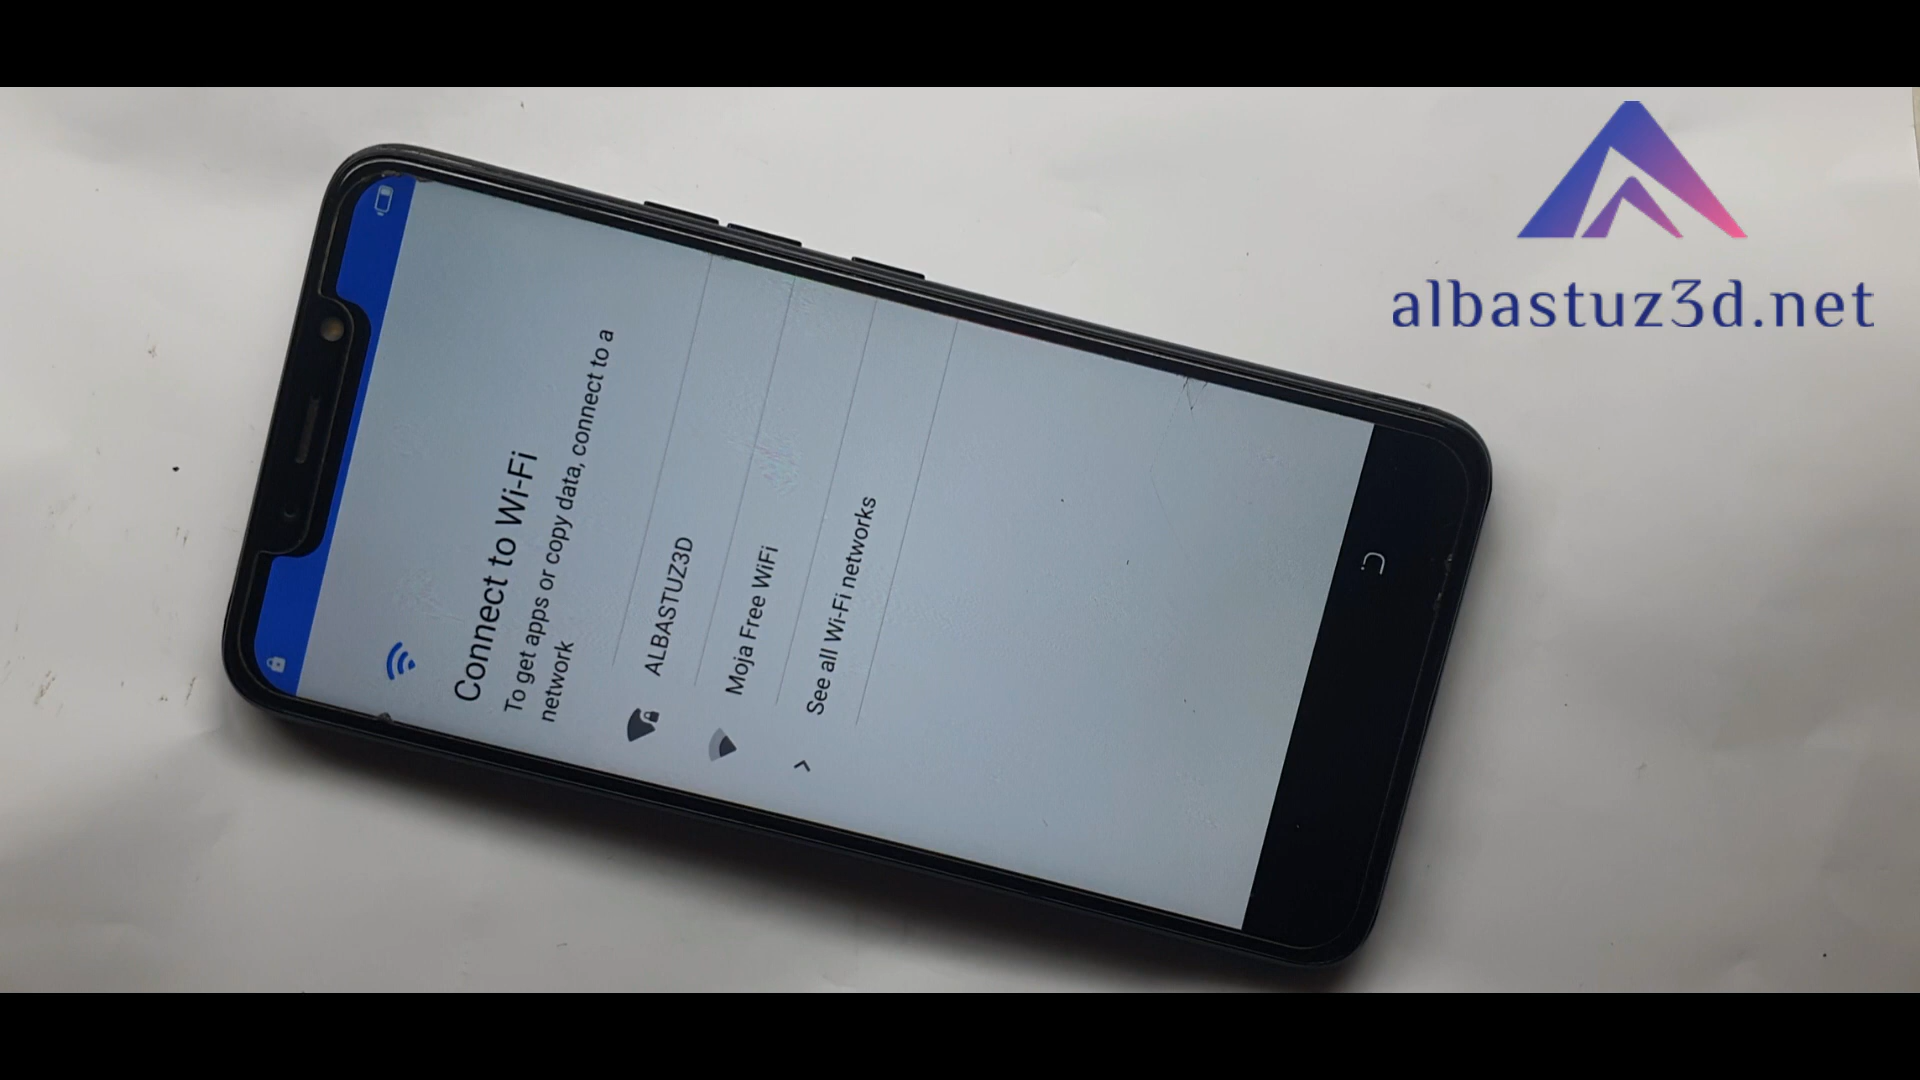 albastuz3d.net
Connect to Wi-Fi
To get apps or copy data, connect to a
network
ALBASTUZ3D
Moja Free WiFi
See all Wi-Fi networks